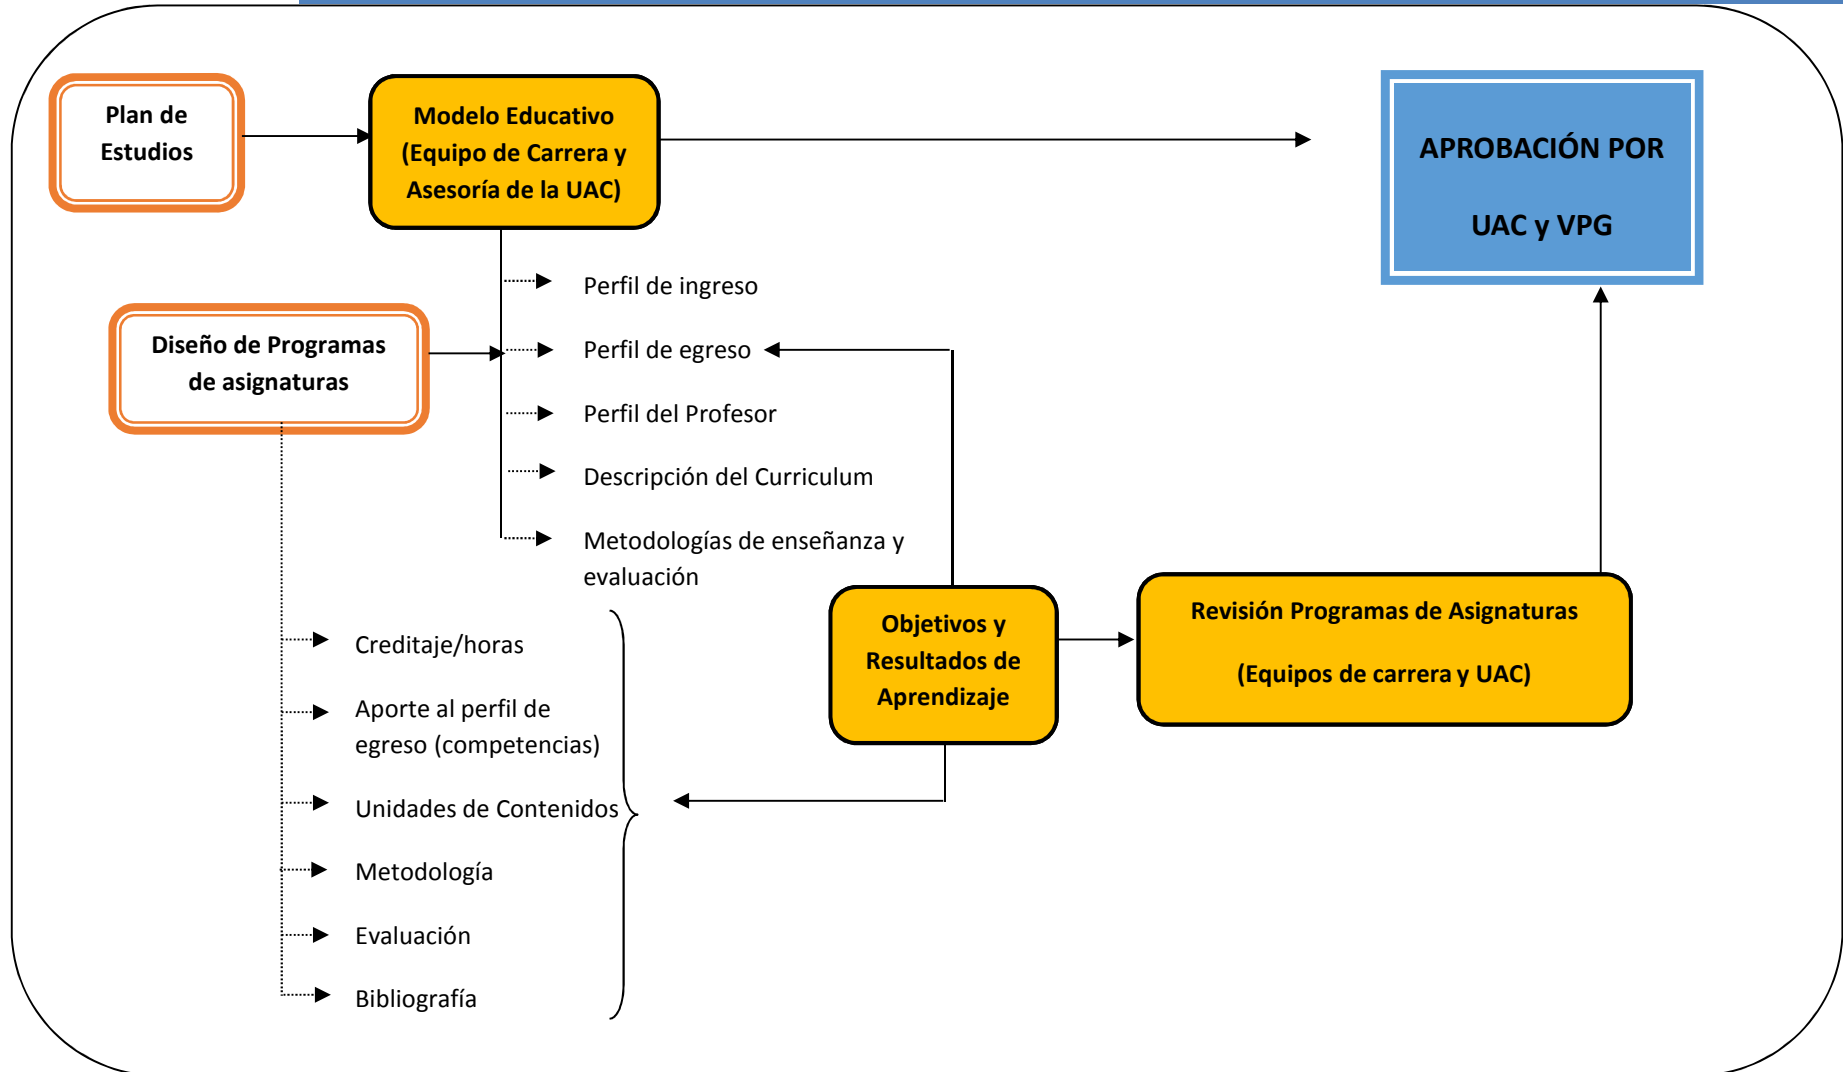 Plan de
Estudios
Modelo Educativo
(Equipo de Carrera y
Asesoría de la UAC)
APROBACIÓN POR
UAC y VPG
Perfil de ingreso
Diseño de Programas
de asignaturas
Perfil de egreso
Perfil del Profesor
Descripción del Curriculum
Metodologías de enseñanza y
evaluación
Objetivos y
Resultados de
Aprendizaje
Revisión Programas de Asignaturas
(Equipos de carrera y UAC)
Creditaje/horas
Aporte al perfil de
egreso (competencias)
Unidades de Contenidos
Metodología
Evaluación
Bibliografía